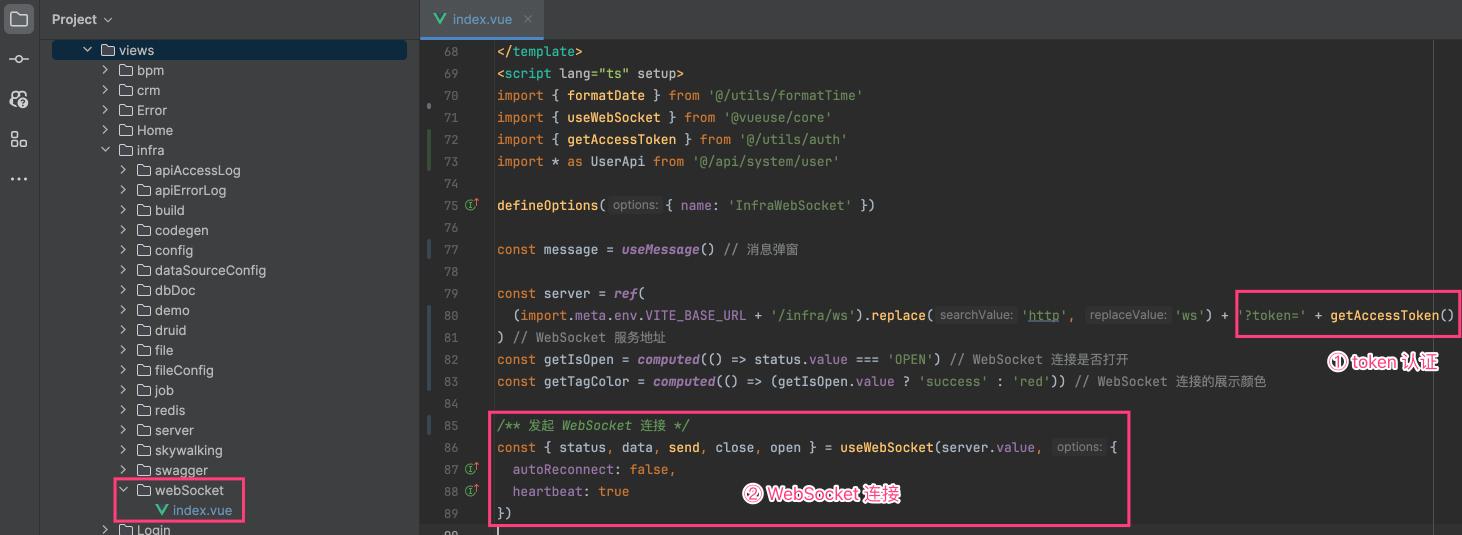 Project
views
bpm
crm
Error
Home
infra
apiAccessLog
apiErrorLog
build
codegen
config
dataSourceConfig
dbDoc
demo
druid
file
fileConfig
job
redis
server
skywalking
swagger
webSocket
index.vue
Login
index.vue
68 </template>
69 <script lang="ts" setup>
70 import { formatDate } from '@/utils/formatTime'
71 import { useWebSocket } from '@vueuse/core'
72 import { getAccessToken } from '@/utils/auth'
73 import * as UserApi from '@/api/system/user'
74
75 defineOptions( options: { name: 'InfraWebSocket' })
76
77 const message = useMessage() // 消息弹窗
78
79 const server = ref(
80 (import.meta.env.VITE_BASE_URL + '/infra/ws').replace( searchValue: 'http', replaceValue: 'ws') + '?token=' + getAccessToken()
81 ) // WebSocket 服务地址
① token 认证
82 const getIsOpen = computed(() => status.value === 'OPEN') // WebSocket 连接是否打开
83 const getTagColor = computed(() => (getIsOpen.value ? 'success' : 'red')) // WebSocket 连接的展示颜色
84
85 /** 发起 WebSocket 连接 */
86 const { status, data, send, close, open } = useWebSocket(server.value, options: {
87 autoReconnect: false,
88 heartbeat: true
② WebSocket 连接
89 })
90